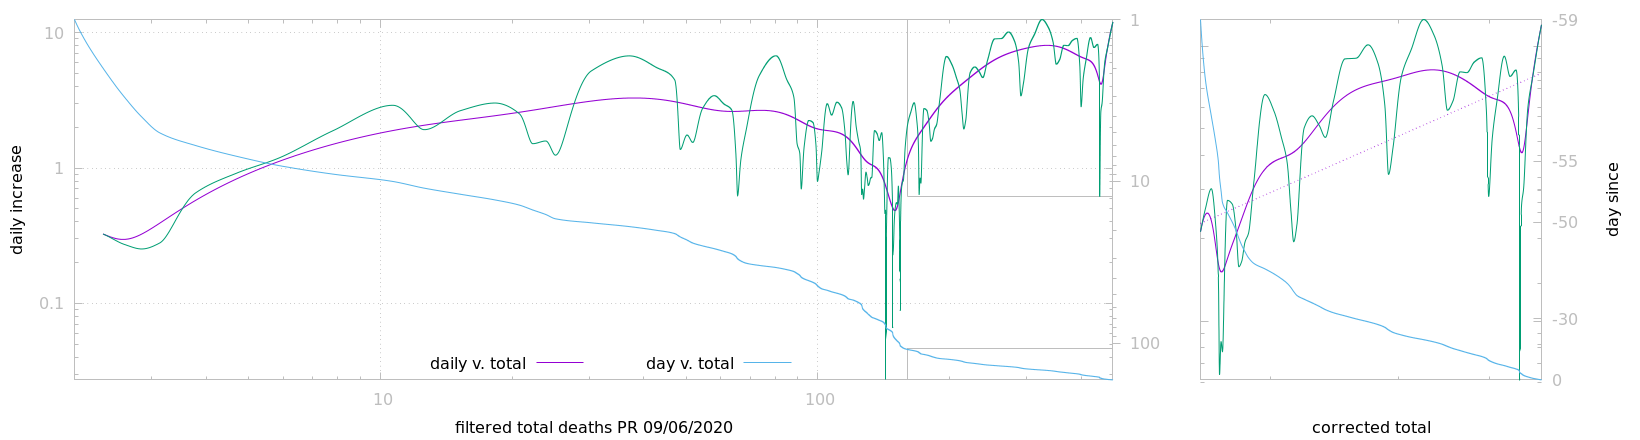 10
1
0.1
daily increase
1
10
100
daily v. total
day v. total
10
100
filtered total deaths PR 09/06/2020
-59
-55
-50
-30
0
day since
corrected total